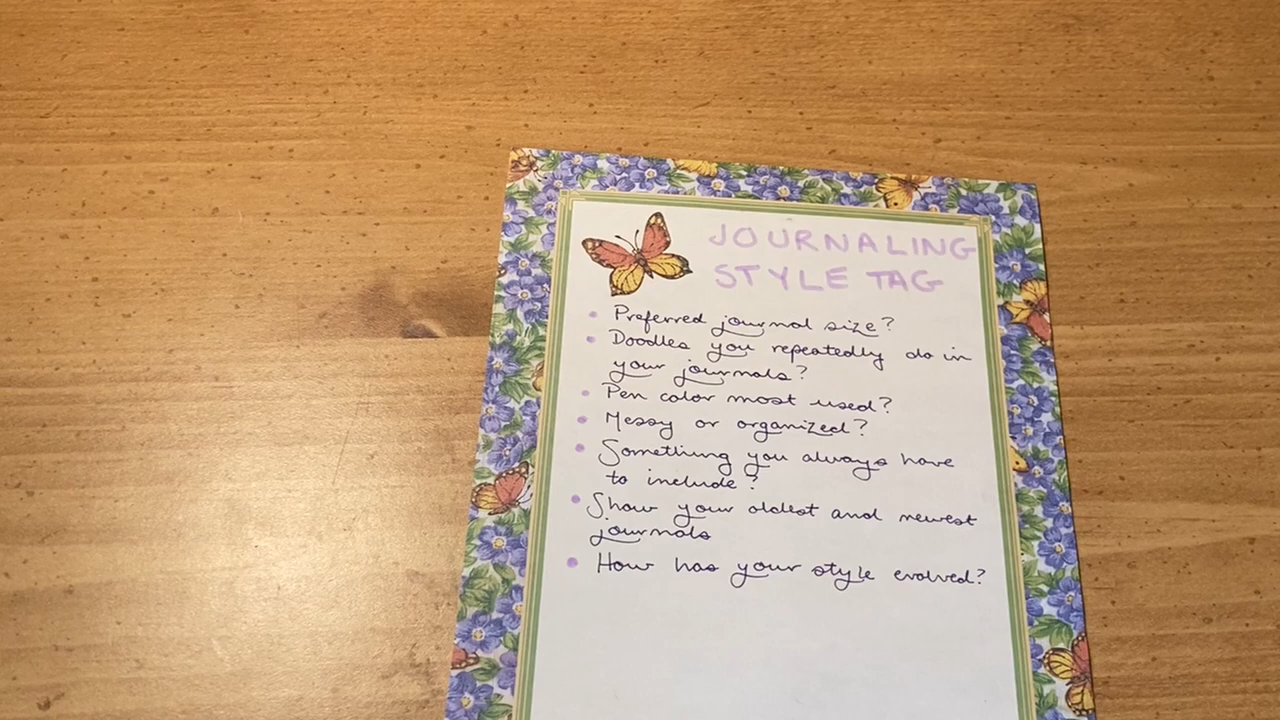 JOURNALING
STYLE TAG
• Preferred journal size?
• Doodles you repeatedly do in
your journals?
• Pen color most used?
• Messy or organized?
• Something you always have
to include?
• Show your oldest and newest
journals
• How has your style evolved?